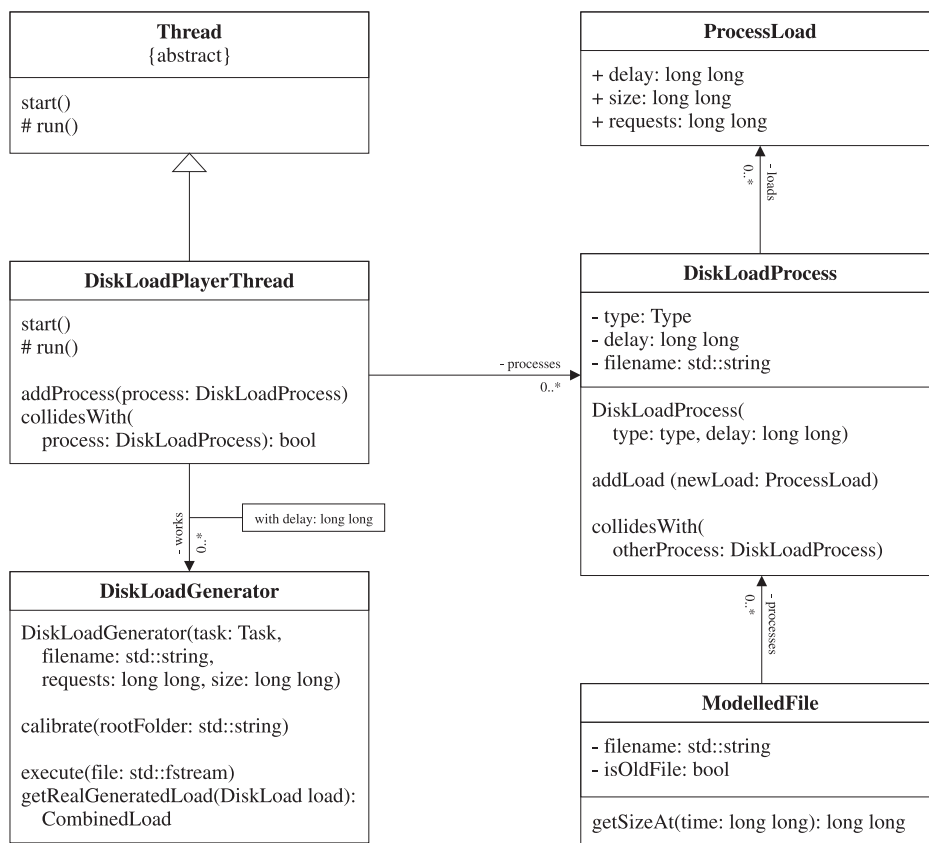 Thread
{abstract}
start()
# run()
ProcessLoad
+ delay: long long
+ size: long long
+ requests: long long
- loads
0..*
DiskLoadPlayerThread
start()
# run()
addProcess(process: DiskLoadProcess)
collidesWith(
process: DiskLoadProcess): bool
- processes
0..*
DiskLoadProcess
- type: Type
- delay: long long
- filename: std::string
DiskLoadProcess(
type: type, delay: long long)
addLoad (newLoad: ProcessLoad)
collidesWith(
otherProcess: DiskLoadProcess)
- works
0..*
with delay: long long
DiskLoadGenerator
DiskLoadGenerator(task: Task,
filename: std::string,
requests: long long, size: long long)
calibrate(rootFolder: std::string)
execute(file: std::fstream)
getRealGeneratedLoad(DiskLoad load):
CombinedLoad
- processes
0..*
ModelledFile
- filename: std::string
- isOldFile: bool
getSizeAt(time: long long): long long